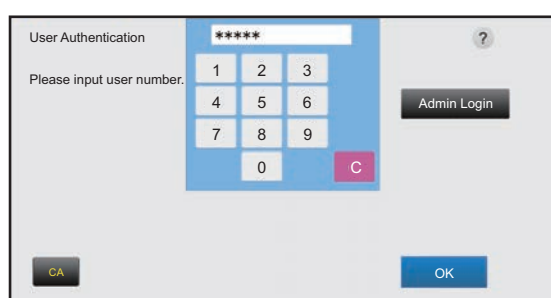 User Authentication
*****
?
Please input user number.
1 2 3
4 5 6
Admin Login
7 8 9
0 C
CA
OK